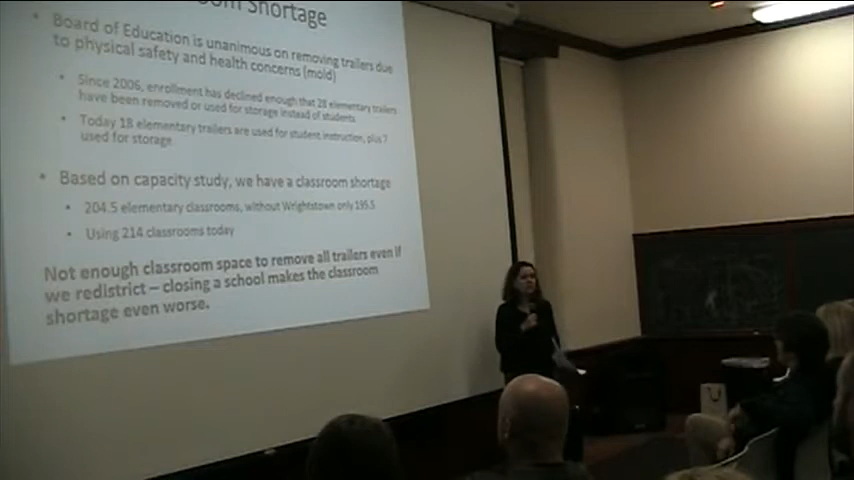 oom Shortage
• Board of Education is unanimous on removing trailers due
to physical safety and health concerns (mold)
• Since 2006, enrollment has declined enough that 28 elementary trailers
have been removed or used for storage instead of students
• Today 18 elementary trailers are used for student instruction, plus 7
used for storage
• Based on capacity study, we have a classroom shortage
• 204.5 elementary classrooms, without Wrightstown only 195.5
• Using 214 classrooms today
Not enough classroom space to remove all trailers even if
we redistrict – closing a school makes the classroom
shortage even worse.